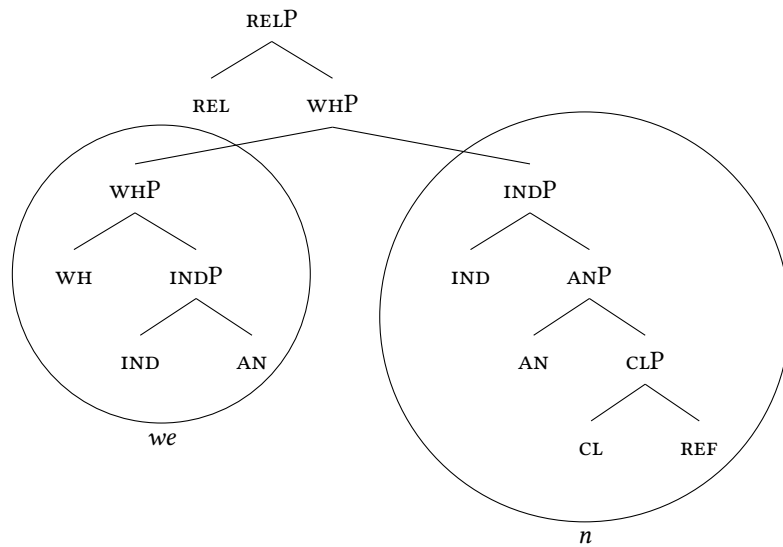 RELP
REL WHP
WHP INDP
WH INDP IND ANP
IND AN AN CLP
we CL REF
n